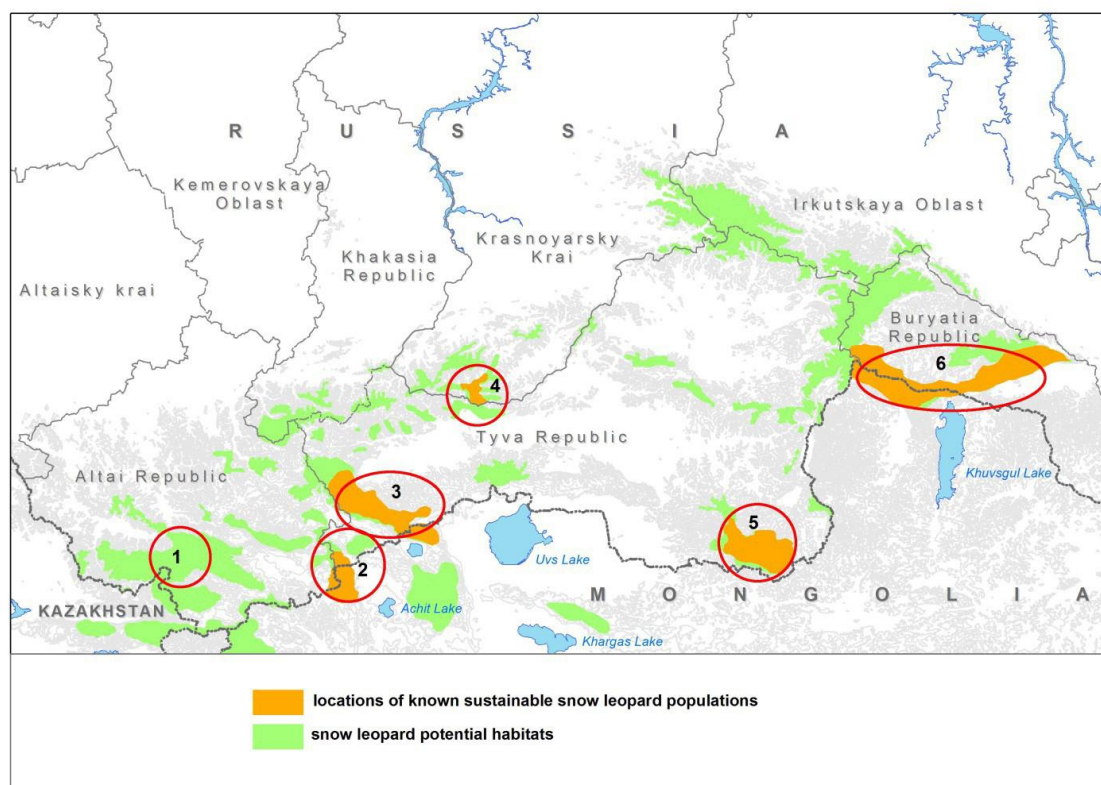 R U S S I A
Kemerovskaya
Oblast
Irkutskaya Oblast
Krasnoyarsky
Krai
Khakasia
Republic
Altaisky krai
Buryatia
Republic
6
4
Tyva Republic
Altai Republic
Khuvsgul Lake
3
5
1
2
Uvs Lake
KAZAKHSTAN
Achit Lake
M O N G O L I A
Khargas Lake
locations of known sustainable snow leopard populations
snow leopard potential habitats